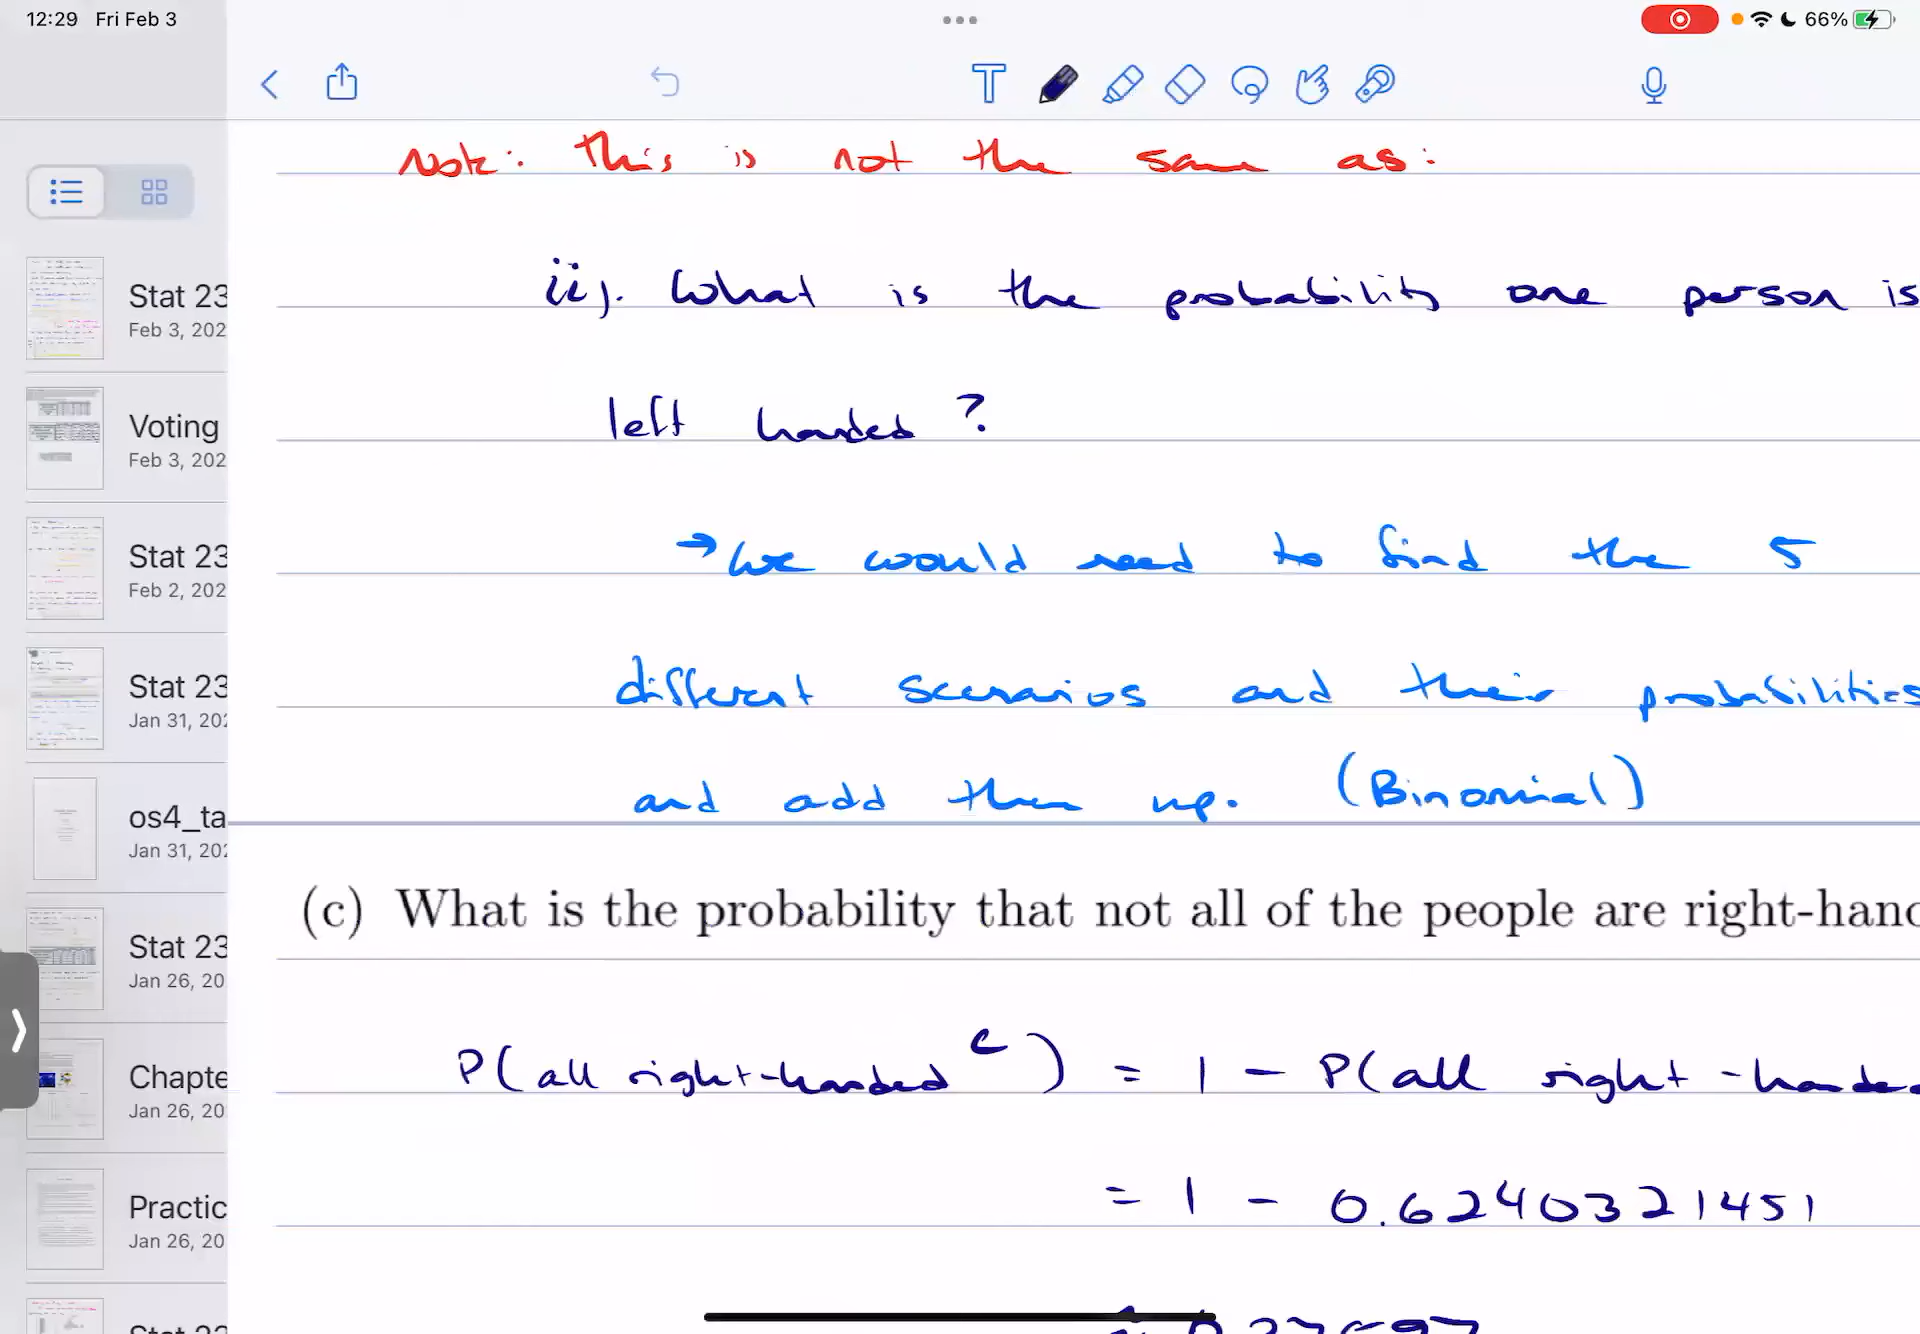 12:29 Fri Feb 3
66%
Note: This is not the same as:
ii). What is the probability one person is
left handed?
→ we would need to find the 5
different scenarios and their probabilities
and add them up. (Binomial)
(c) What is the probability that not all of the people are right-hand
P(all right-handed^c) = 1 - P(all right-handed
= 1 - 0.6240321451
Stat 23
Feb 3, 202
Voting
Feb 3, 202
Stat 23
Feb 2, 202
Stat 23
Jan 31, 202
os4_ta
Jan 31, 202
Stat 23
Jan 26, 20
Chapte
Jan 26, 20
Practic
Jan 26, 20